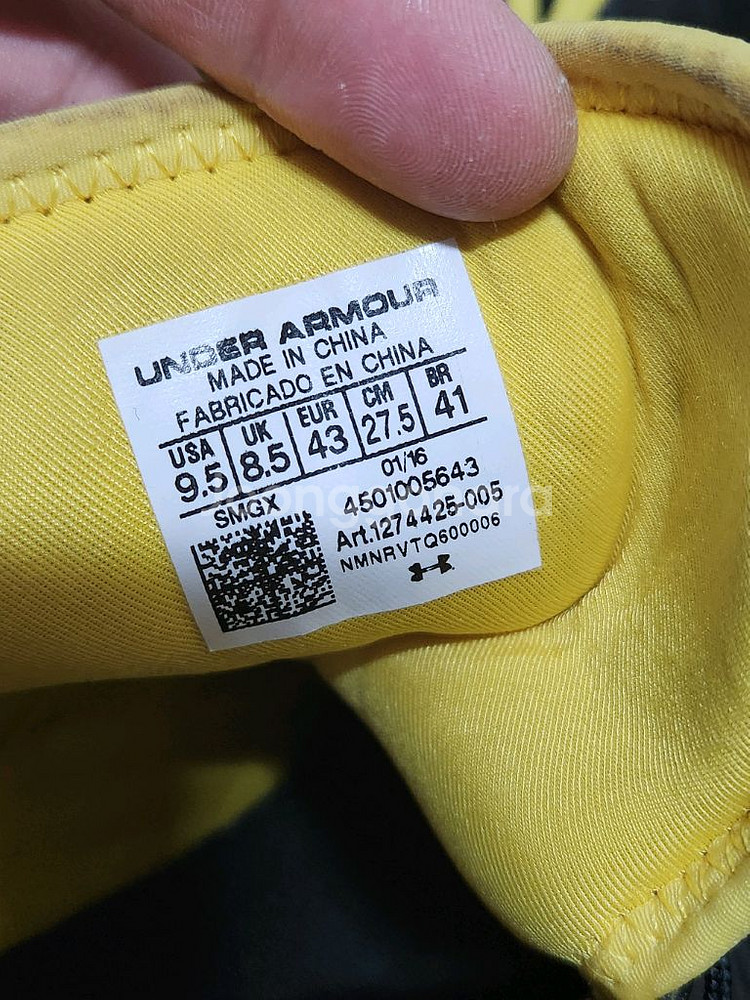 UNDER ARMOUR
MADE IN CHINA
FABRICADO EN CHINA
USA UK EUR CM BR
9.5 8.5 43 27.5 41
SMGX
01/16
4501005643
Art.1274425-005
NMNRVTQ600006